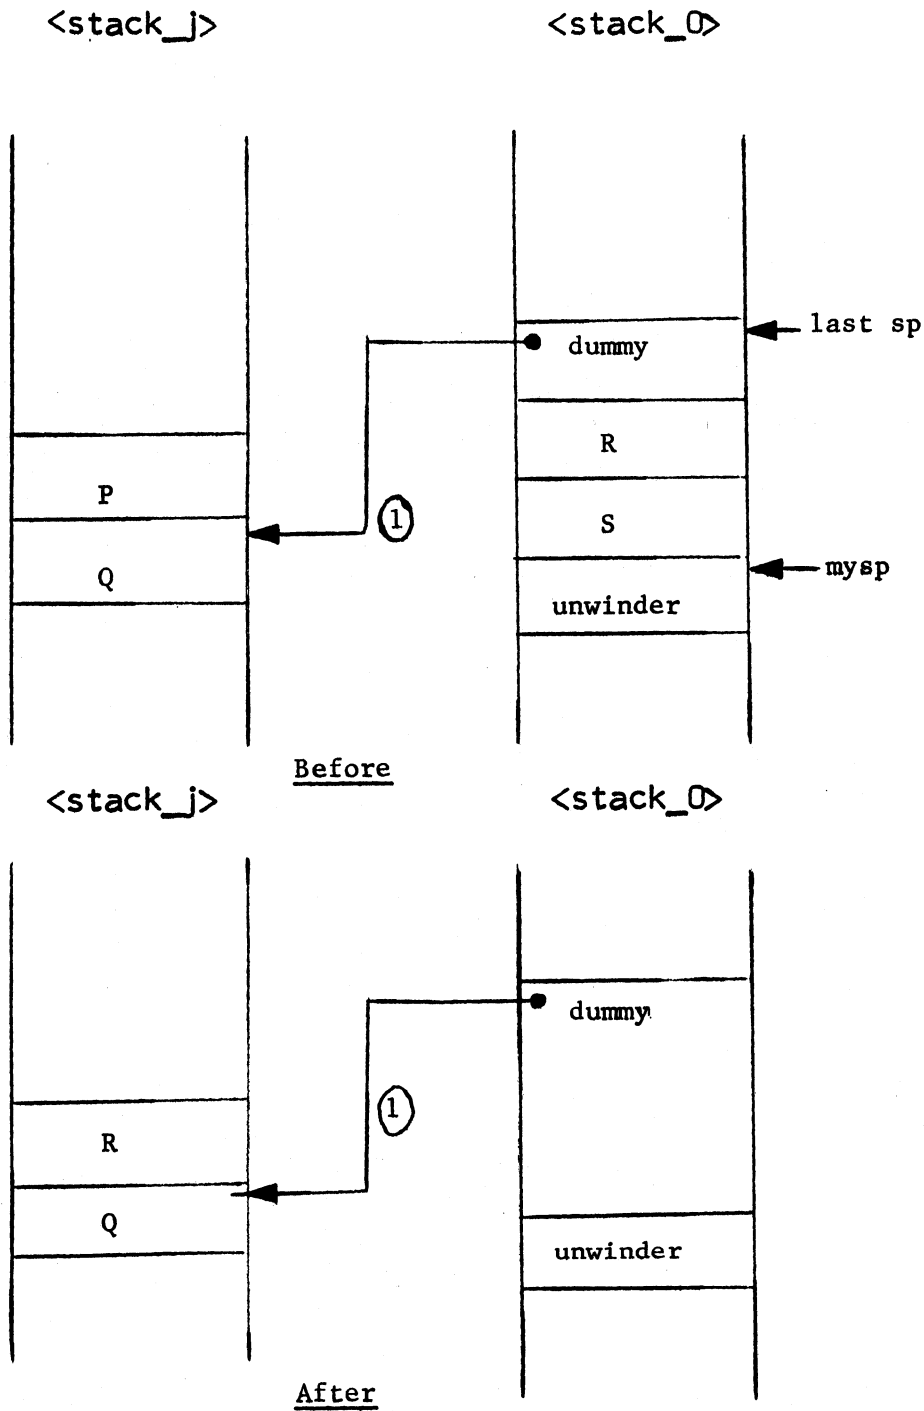 <stack_j> <stack_0>
last sp
dummy
R
P
1
S
Q
mysp
unwinder
Before
<stack_j> <stack_0>
dummy
1
R
Q
unwinder
After